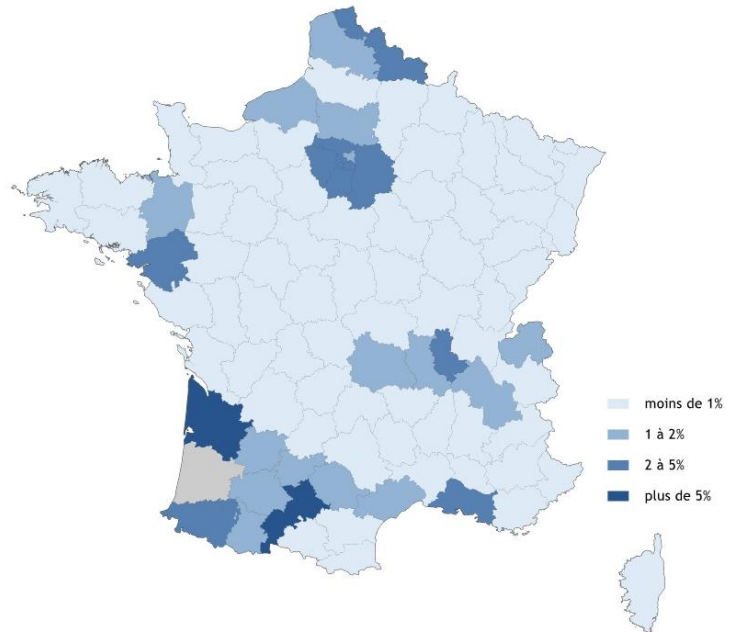 moins de 1%
1 à 2%
2 à 5%
plus de 5%